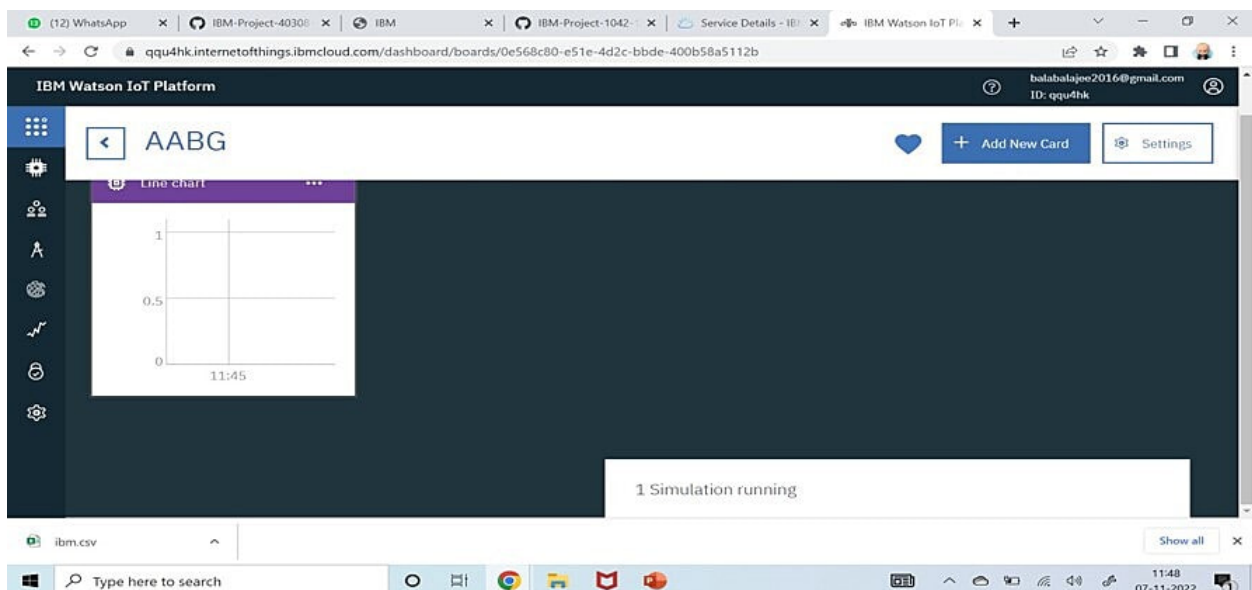 (12) WhatsApp
IBM-Project-40308
IBM
IBM-Project-1042-1
Service Details - IB
IBM Watson IoT Pla
qqu4hk.internetofthings.ibmcloud.com/dashboard/boards/0e568c80-e51e-4d2c-bbde-400b58a5112b
IBM Watson IoT Platform
balabalajee2016@gmail.com
ID: qqu4hk
AABG
+ Add New Card
Settings
Line chart
1
0.5
0
11:45
1 Simulation running
ibm.csv
Show all
Type here to search
11:48
07-11-2022